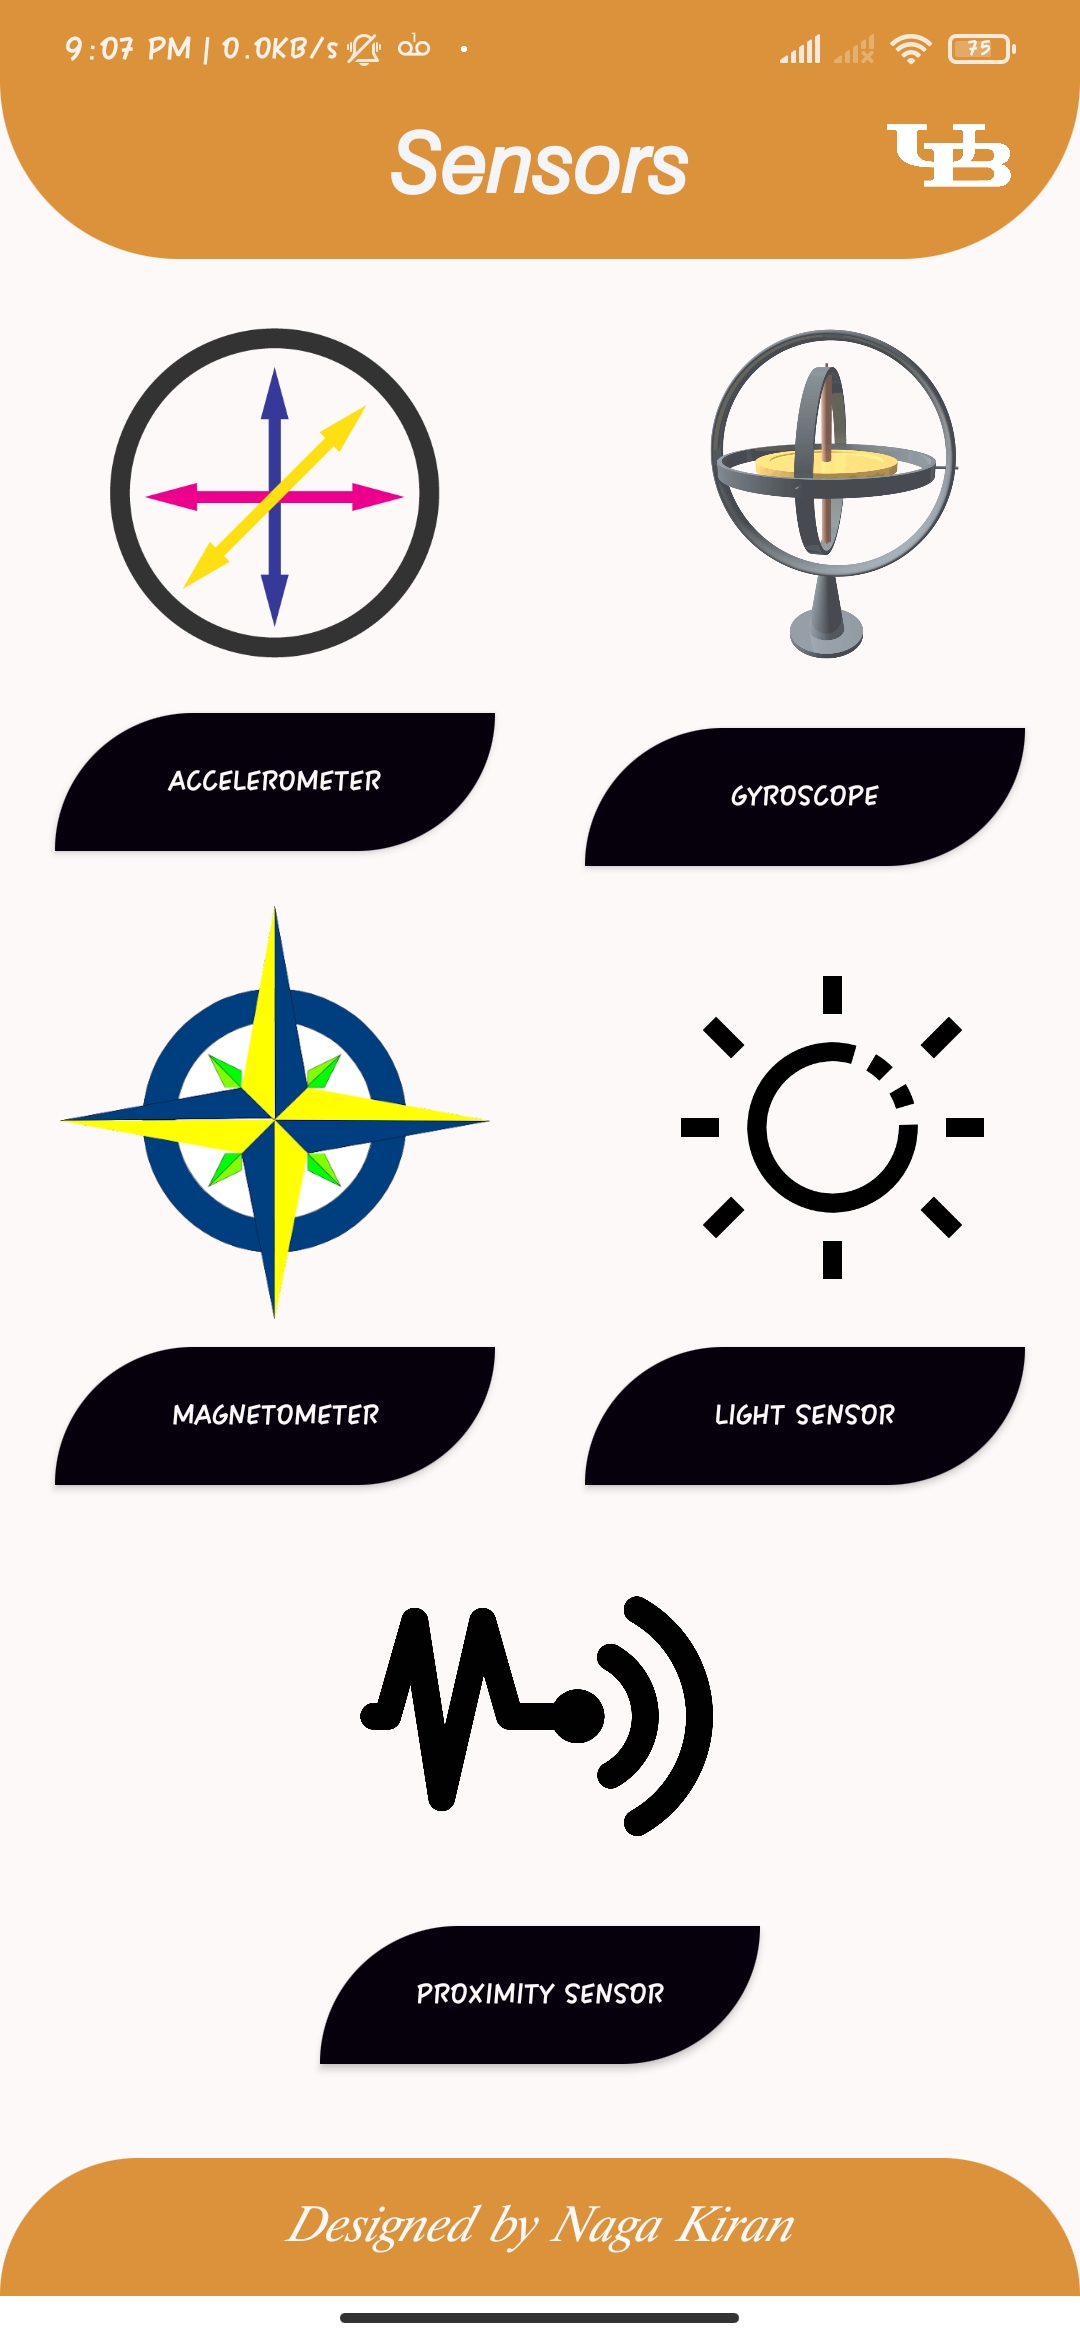 9:07 PM | 0.0KB/s
75
Sensors
UB
ACCELEROMETER
GYROSCOPE
MAGNETOMETER
LIGHT SENSOR
PROXIMITY SENSOR
Designed by Naga Kiran